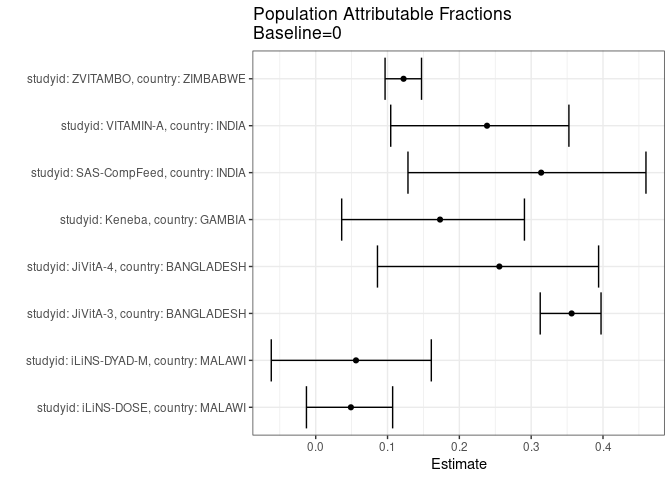 Population Attributable Fractions
Baseline=0
studyid: ZVITAMBO, country: ZIMBABWE
studyid: VITAMIN-A, country: INDIA
studyid: SAS-CompFeed, country: INDIA
studyid: Keneba, country: GAMBIA
studyid: JiVitA-4, country: BANGLADESH
studyid: JiVitA-3, country: BANGLADESH
studyid: iLiNS-DYAD-M, country: MALAWI
studyid: iLiNS-DOSE, country: MALAWI
0.0 0.1 0.2 0.3 0.4
Estimate